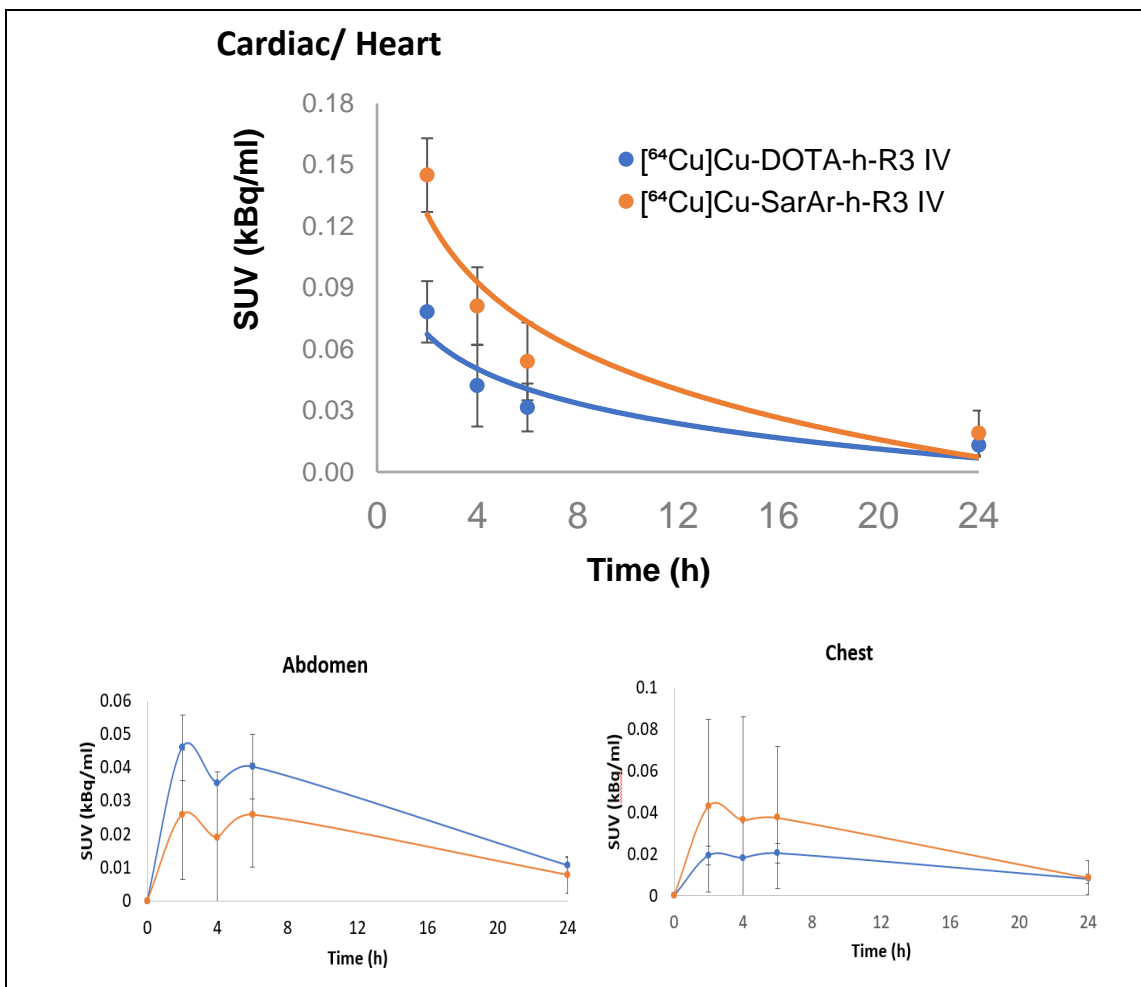 Cardiac/ Heart
SUV (kBq/ml)
0.18
0.15
0.12
0.09
0.06
0.03
0.00
[⁶⁴Cu]Cu-DOTA-h-R3 IV
[⁶⁴Cu]Cu-SarAr-h-R3 IV
0 4 8 12 16 20 24
Time (h)
Abdomen
SUV (kBq/ml)
0.06
0.05
0.04
0.03
0.02
0.01
0
0 4 8 12 16 20 24
Time (h)
Chest
SUV (kBq/ml)
0.1
0.08
0.06
0.04
0.02
0
0 4 8 12 16 20 24
Time (h)